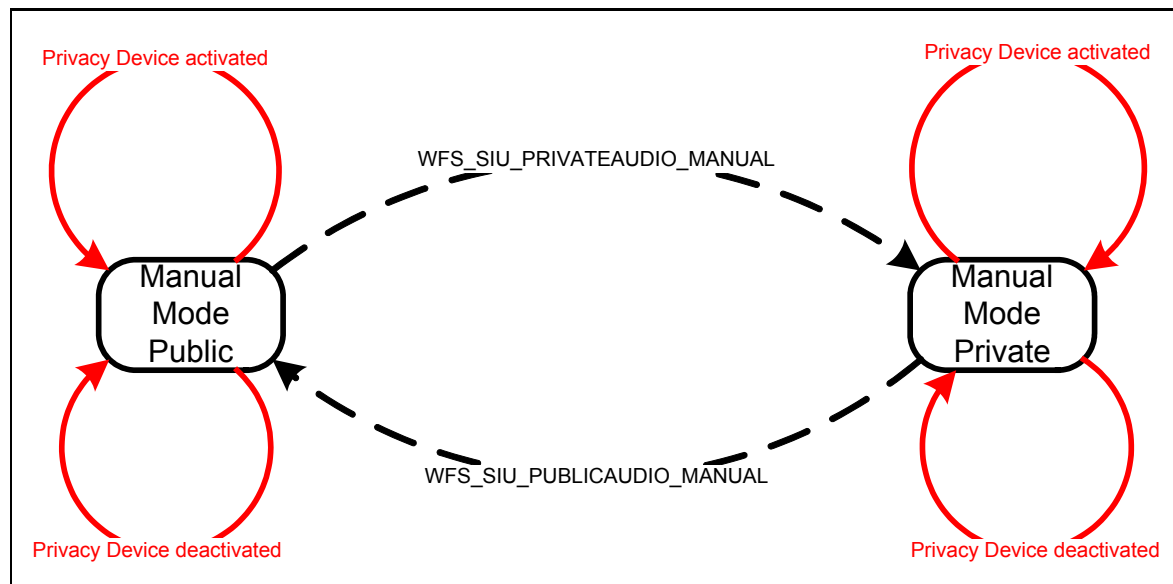 Privacy Device activated
Privacy Device activated
WFS_SIU_PRIVATEAUDIO_MANUAL
Manual
Mode
Public
Manual
Mode
Private
WFS_SIU_PUBLICAUDIO_MANUAL
Privacy Device deactivated
Privacy Device deactivated